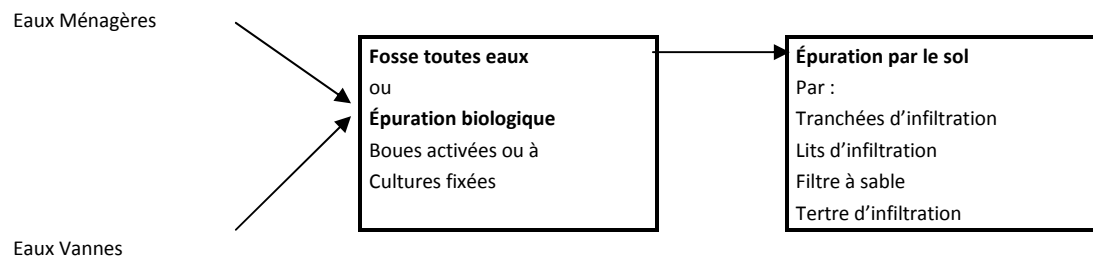 Eaux Ménagères
Fosse toutes eaux
ou
Épuration biologique
Boues activées ou à
Cultures fixées
Épuration par le sol
Par :
Tranchées d’infiltration
Lits d’infiltration
Filtre à sable
Tertre d’infiltration
Eaux Vannes